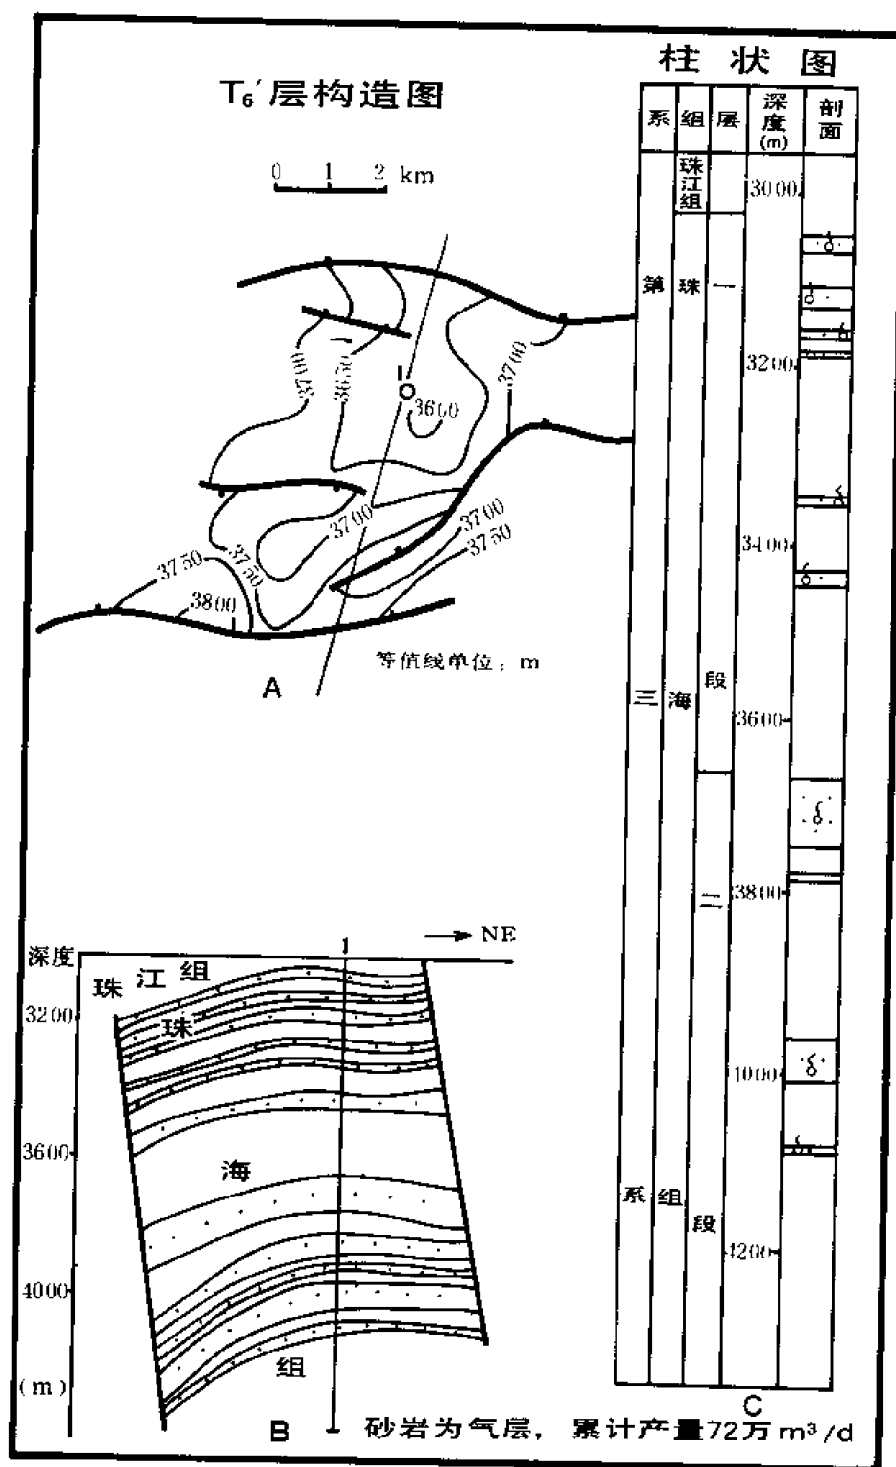 T₆′层构造图
0 1 2 km
3700
3650
3600
3700
3700
3750
3750
3800
3700
3750
等值线单位：m
A
1
柱状图
系
组
层
深度(m)
剖面
珠江组
第三系
珠海组
一段
二段
3000
3200
3400
3600
3800
4000
4200
C
深度
1
NE
珠江组
3200
珠
3600
海
4000
组
(m)
B
砂岩为气层，累计产量72万m³/d